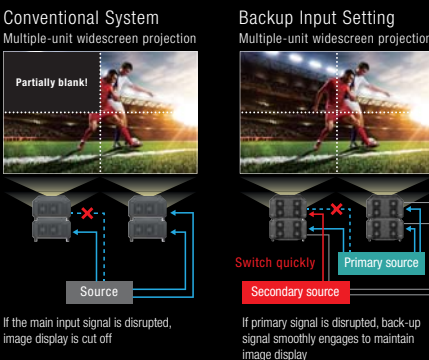 Conventional System
Multiple-unit widescreen projection
Partially blank!
Source
If the main input signal is disrupted,
image display is cut off
Backup Input Setting
Multiple-unit widescreen projection
Switch quickly
Primary source
Secondary source
If primary signal is disrupted, back-up
signal smoothly engages to maintain
image display